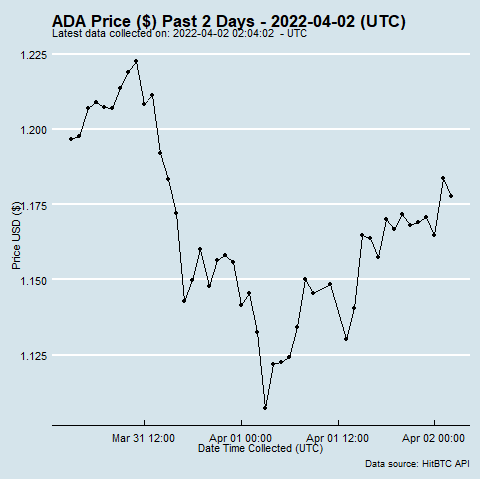 ADA Price ($) Past 2 Days - 2022-04-02 (UTC)
Latest data collected on: 2022-04-02 02:04:02 - UTC
1.225
1.200
1.175
1.150
1.125
Price USD ($)
Mar 31 12:00 Apr 01 00:00 Apr 01 12:00 Apr 02 00:00
Date Time Collected (UTC)
Data source: HitBTC API